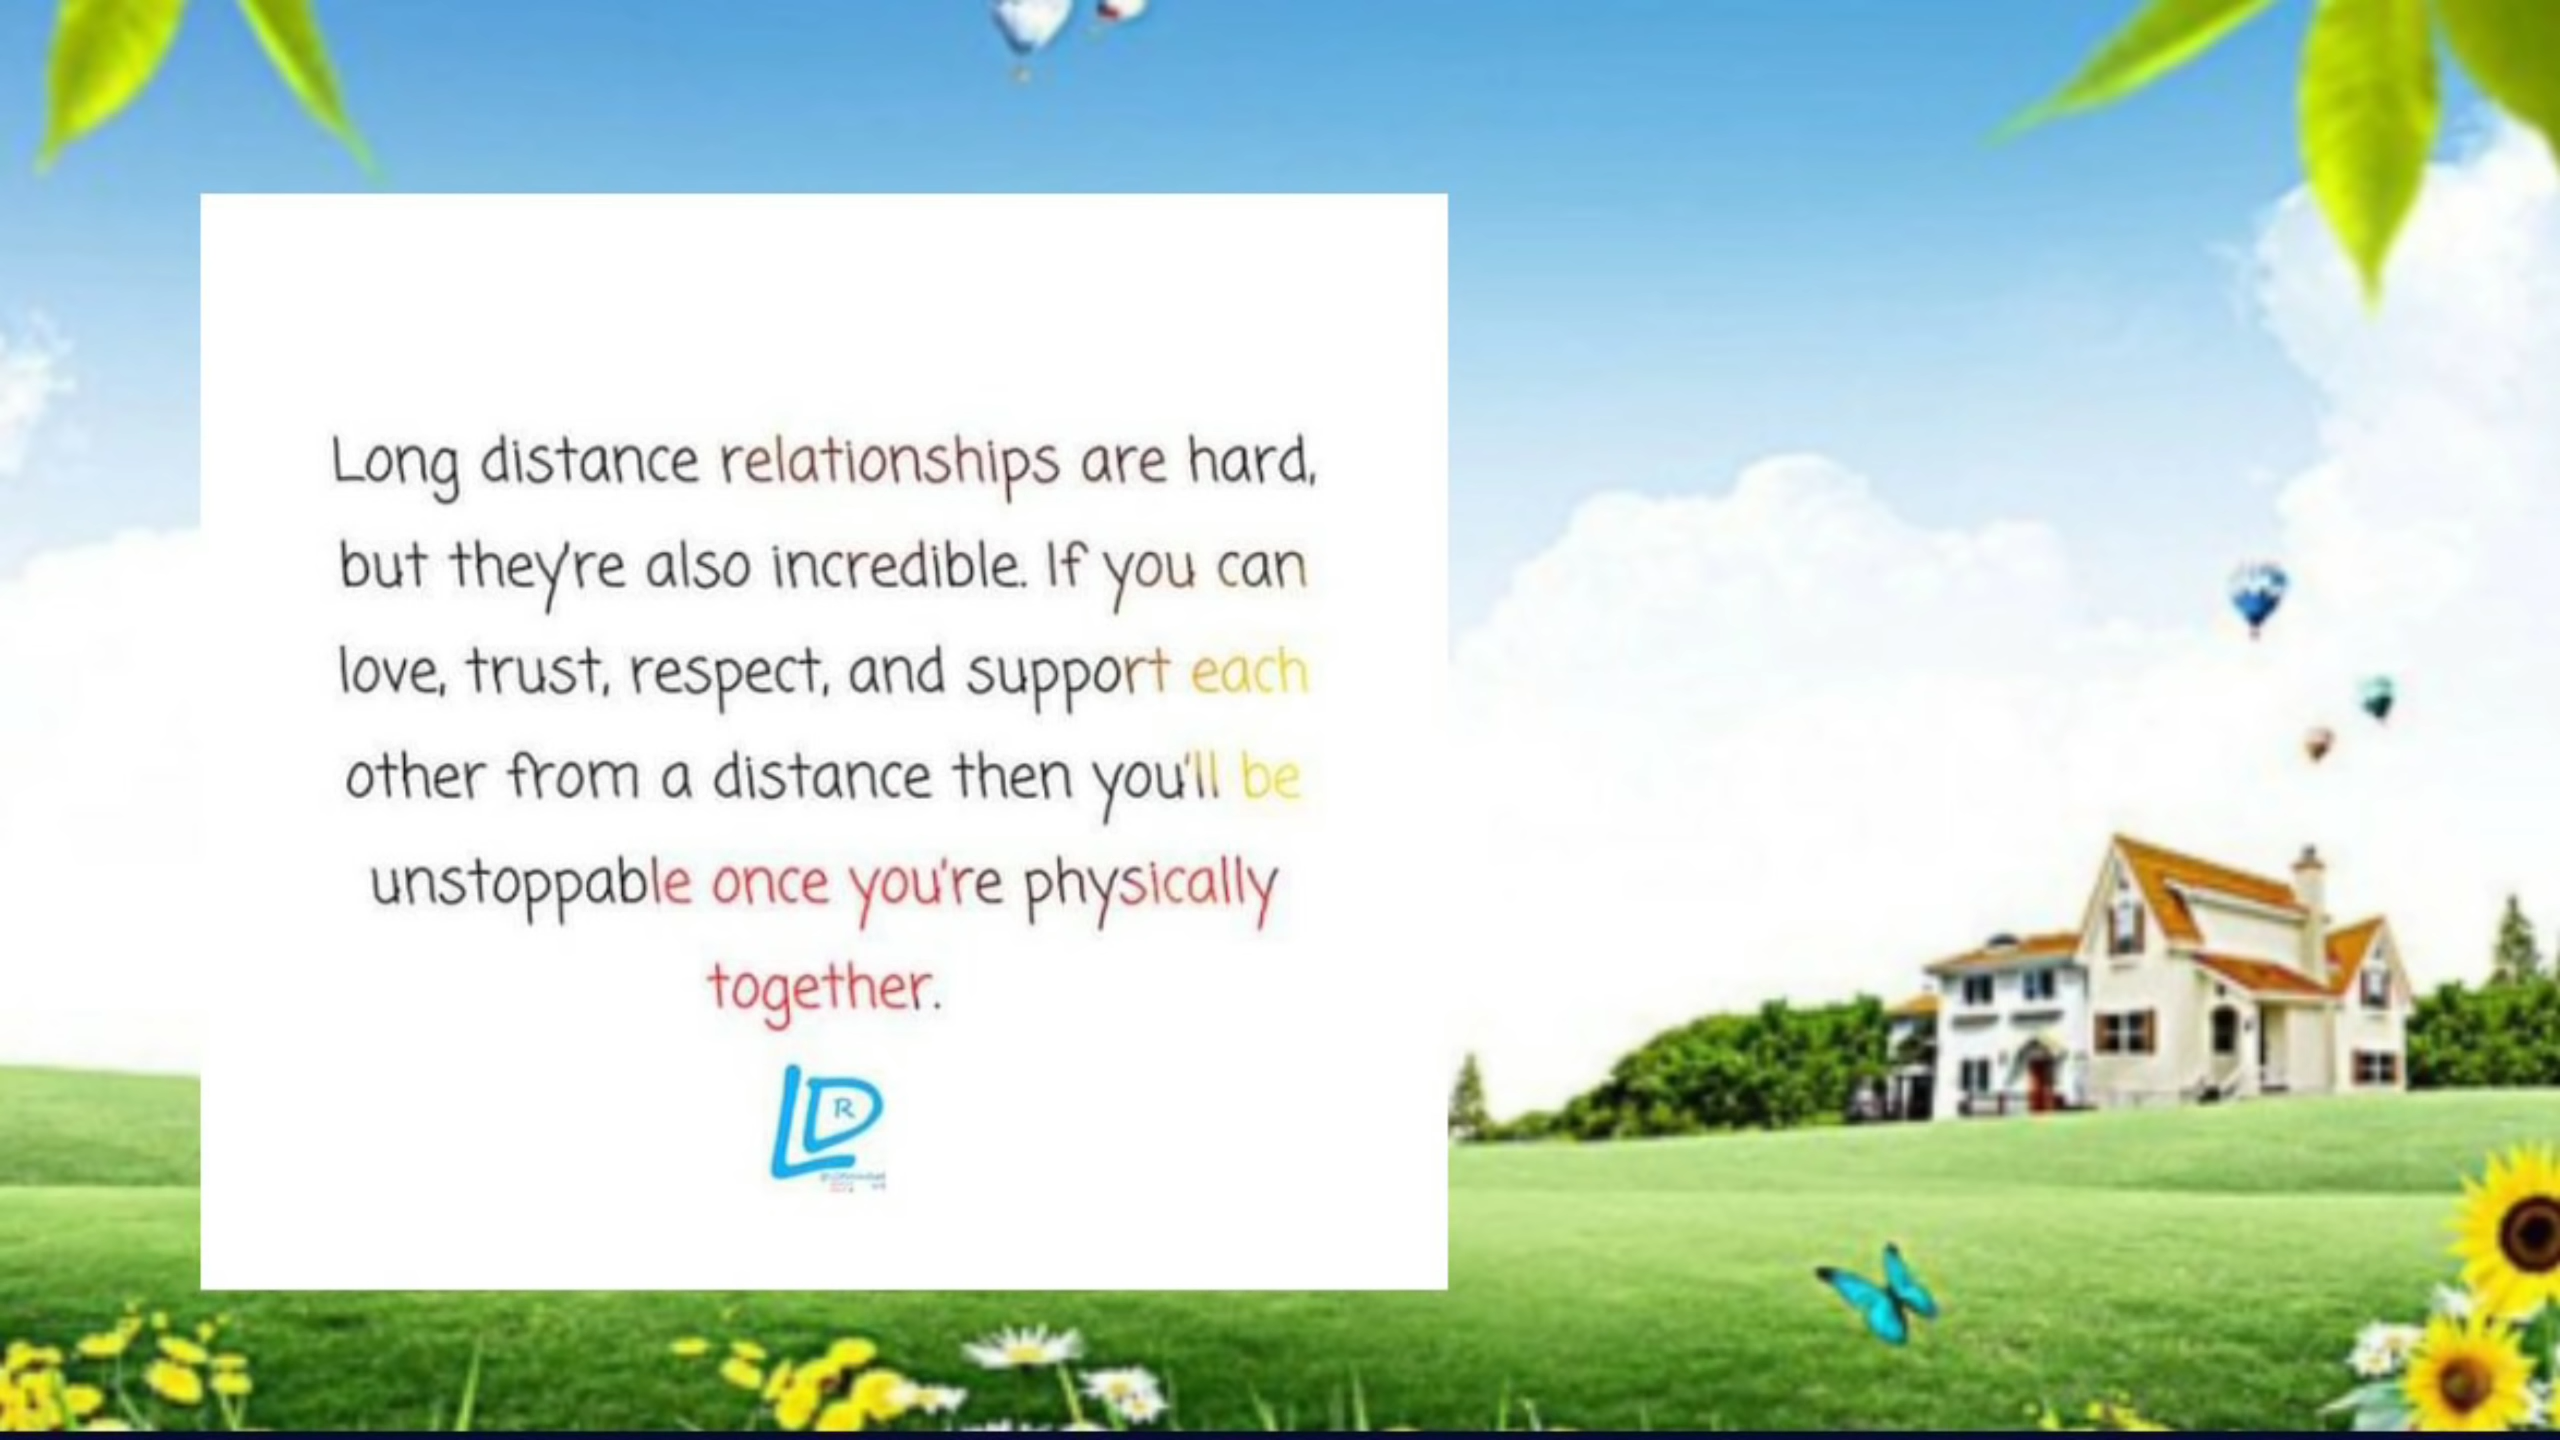 Long distance relationships are hard,
but they're also incredible. If you can
love, trust, respect, and support each
other from a distance then you'll be
unstoppable once you're physically
together.
LDR